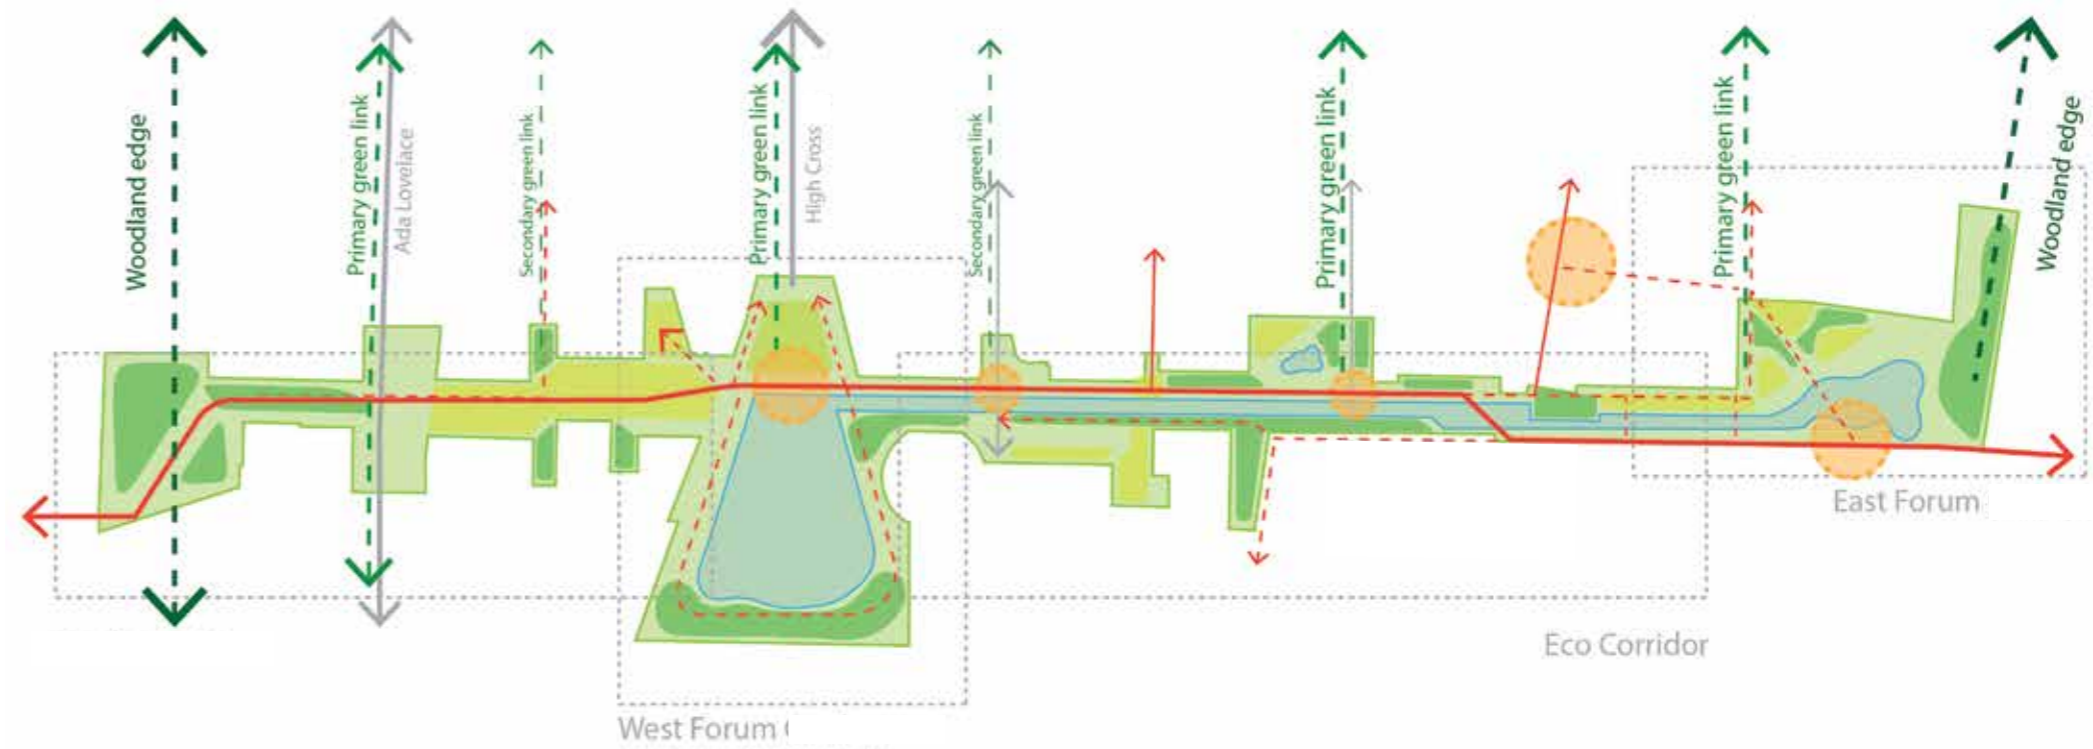 Woodland edge
Primary green link
Ada Lovelace
Secondary green link
Primary green link
High Cross
Secondary green link
Primary green link
Primary green link
Woodland edge
East Forum
Eco Corridor
West Forum